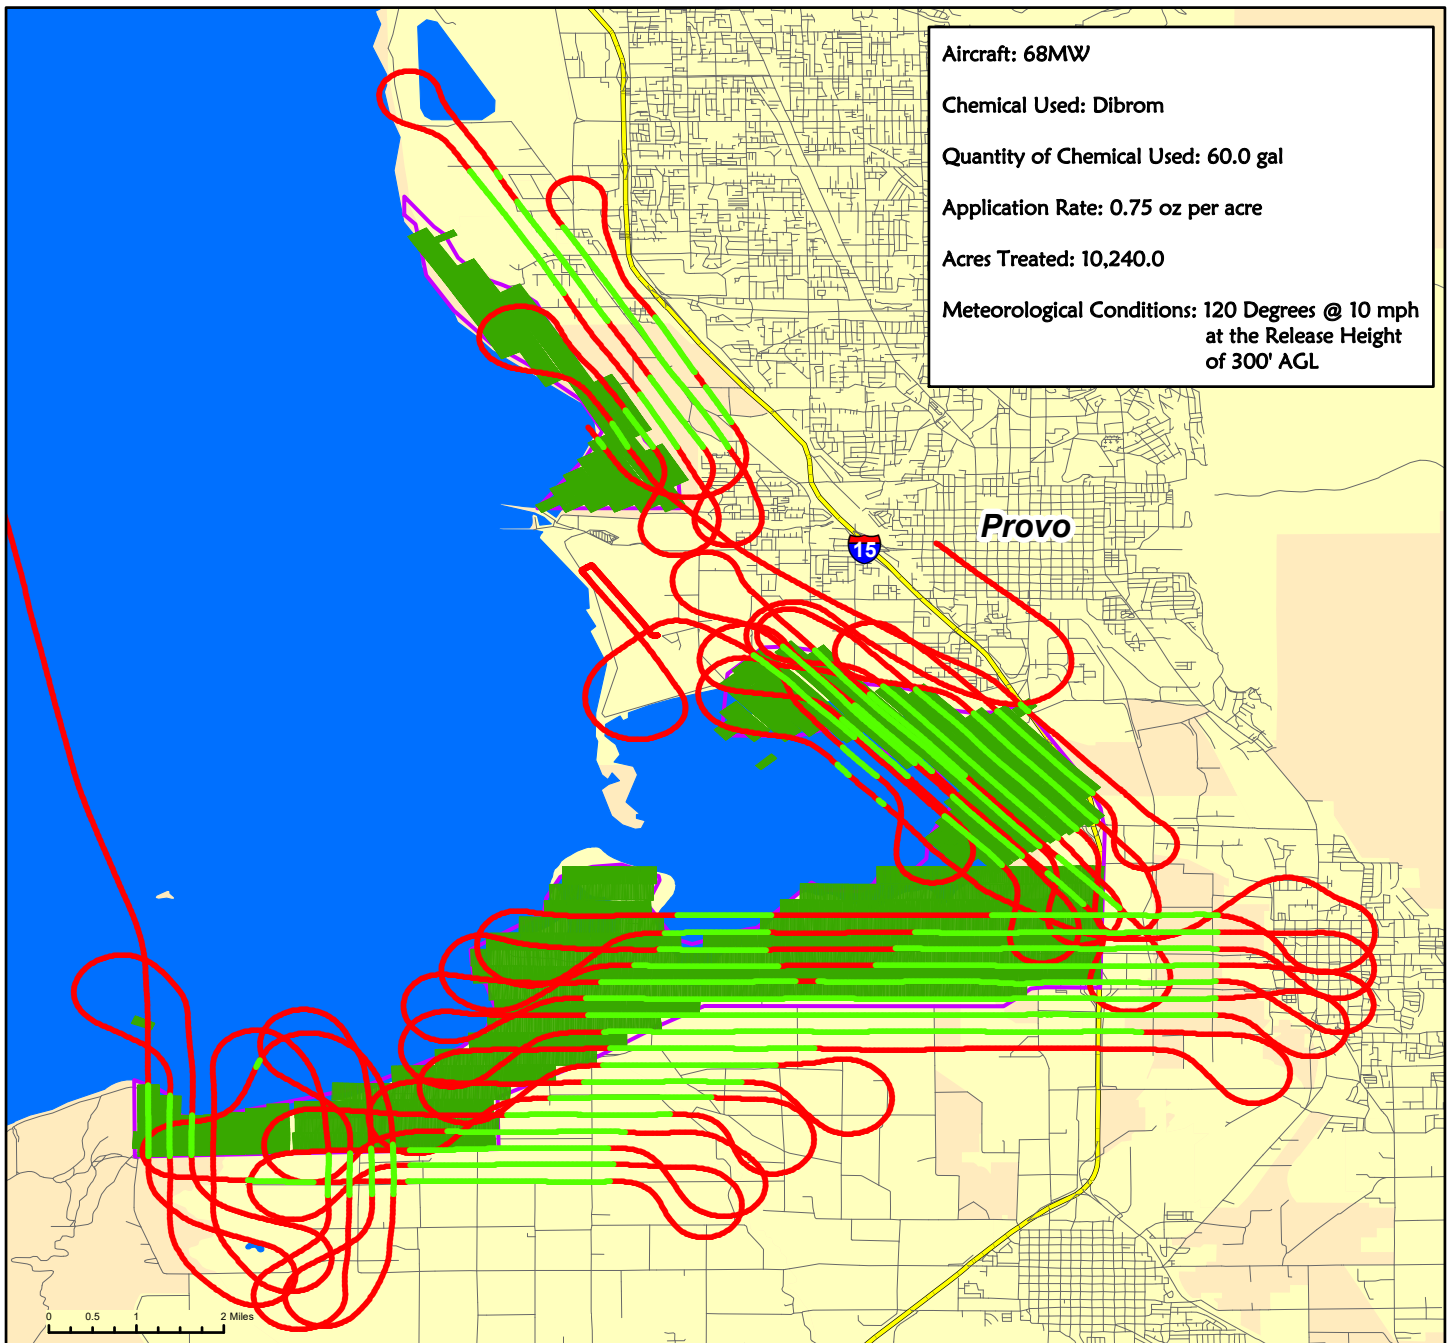 Aircraft: 68MW
Chemical Used: Dibrom
Quantity of Chemical Used: 60.0 gal
Application Rate: 0.75 oz per acre
Acres Treated: 10,240.0
Meteorological Conditions: 120 Degrees @ 10 mph
at the Release Height
of 300' AGL
Provo
15
0 0.5 1 2 Miles